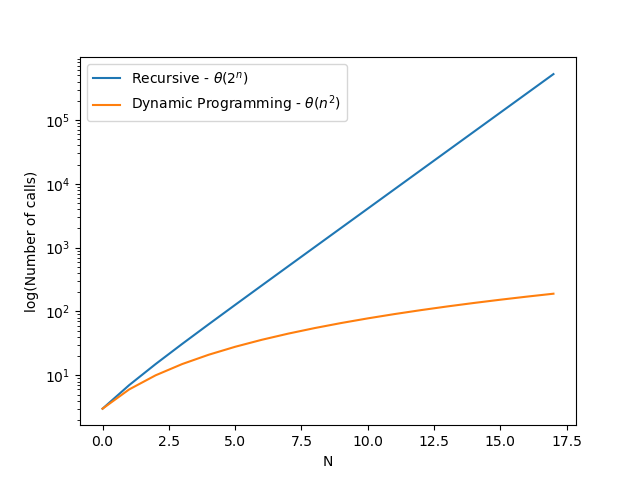 Recursive - θ(2ⁿ)
Dynamic Programming - θ(n²)
log(Number of calls)
10⁵
10⁴
10³
10²
10¹
0.0 2.5 5.0 7.5 10.0 12.5 15.0 17.5
N